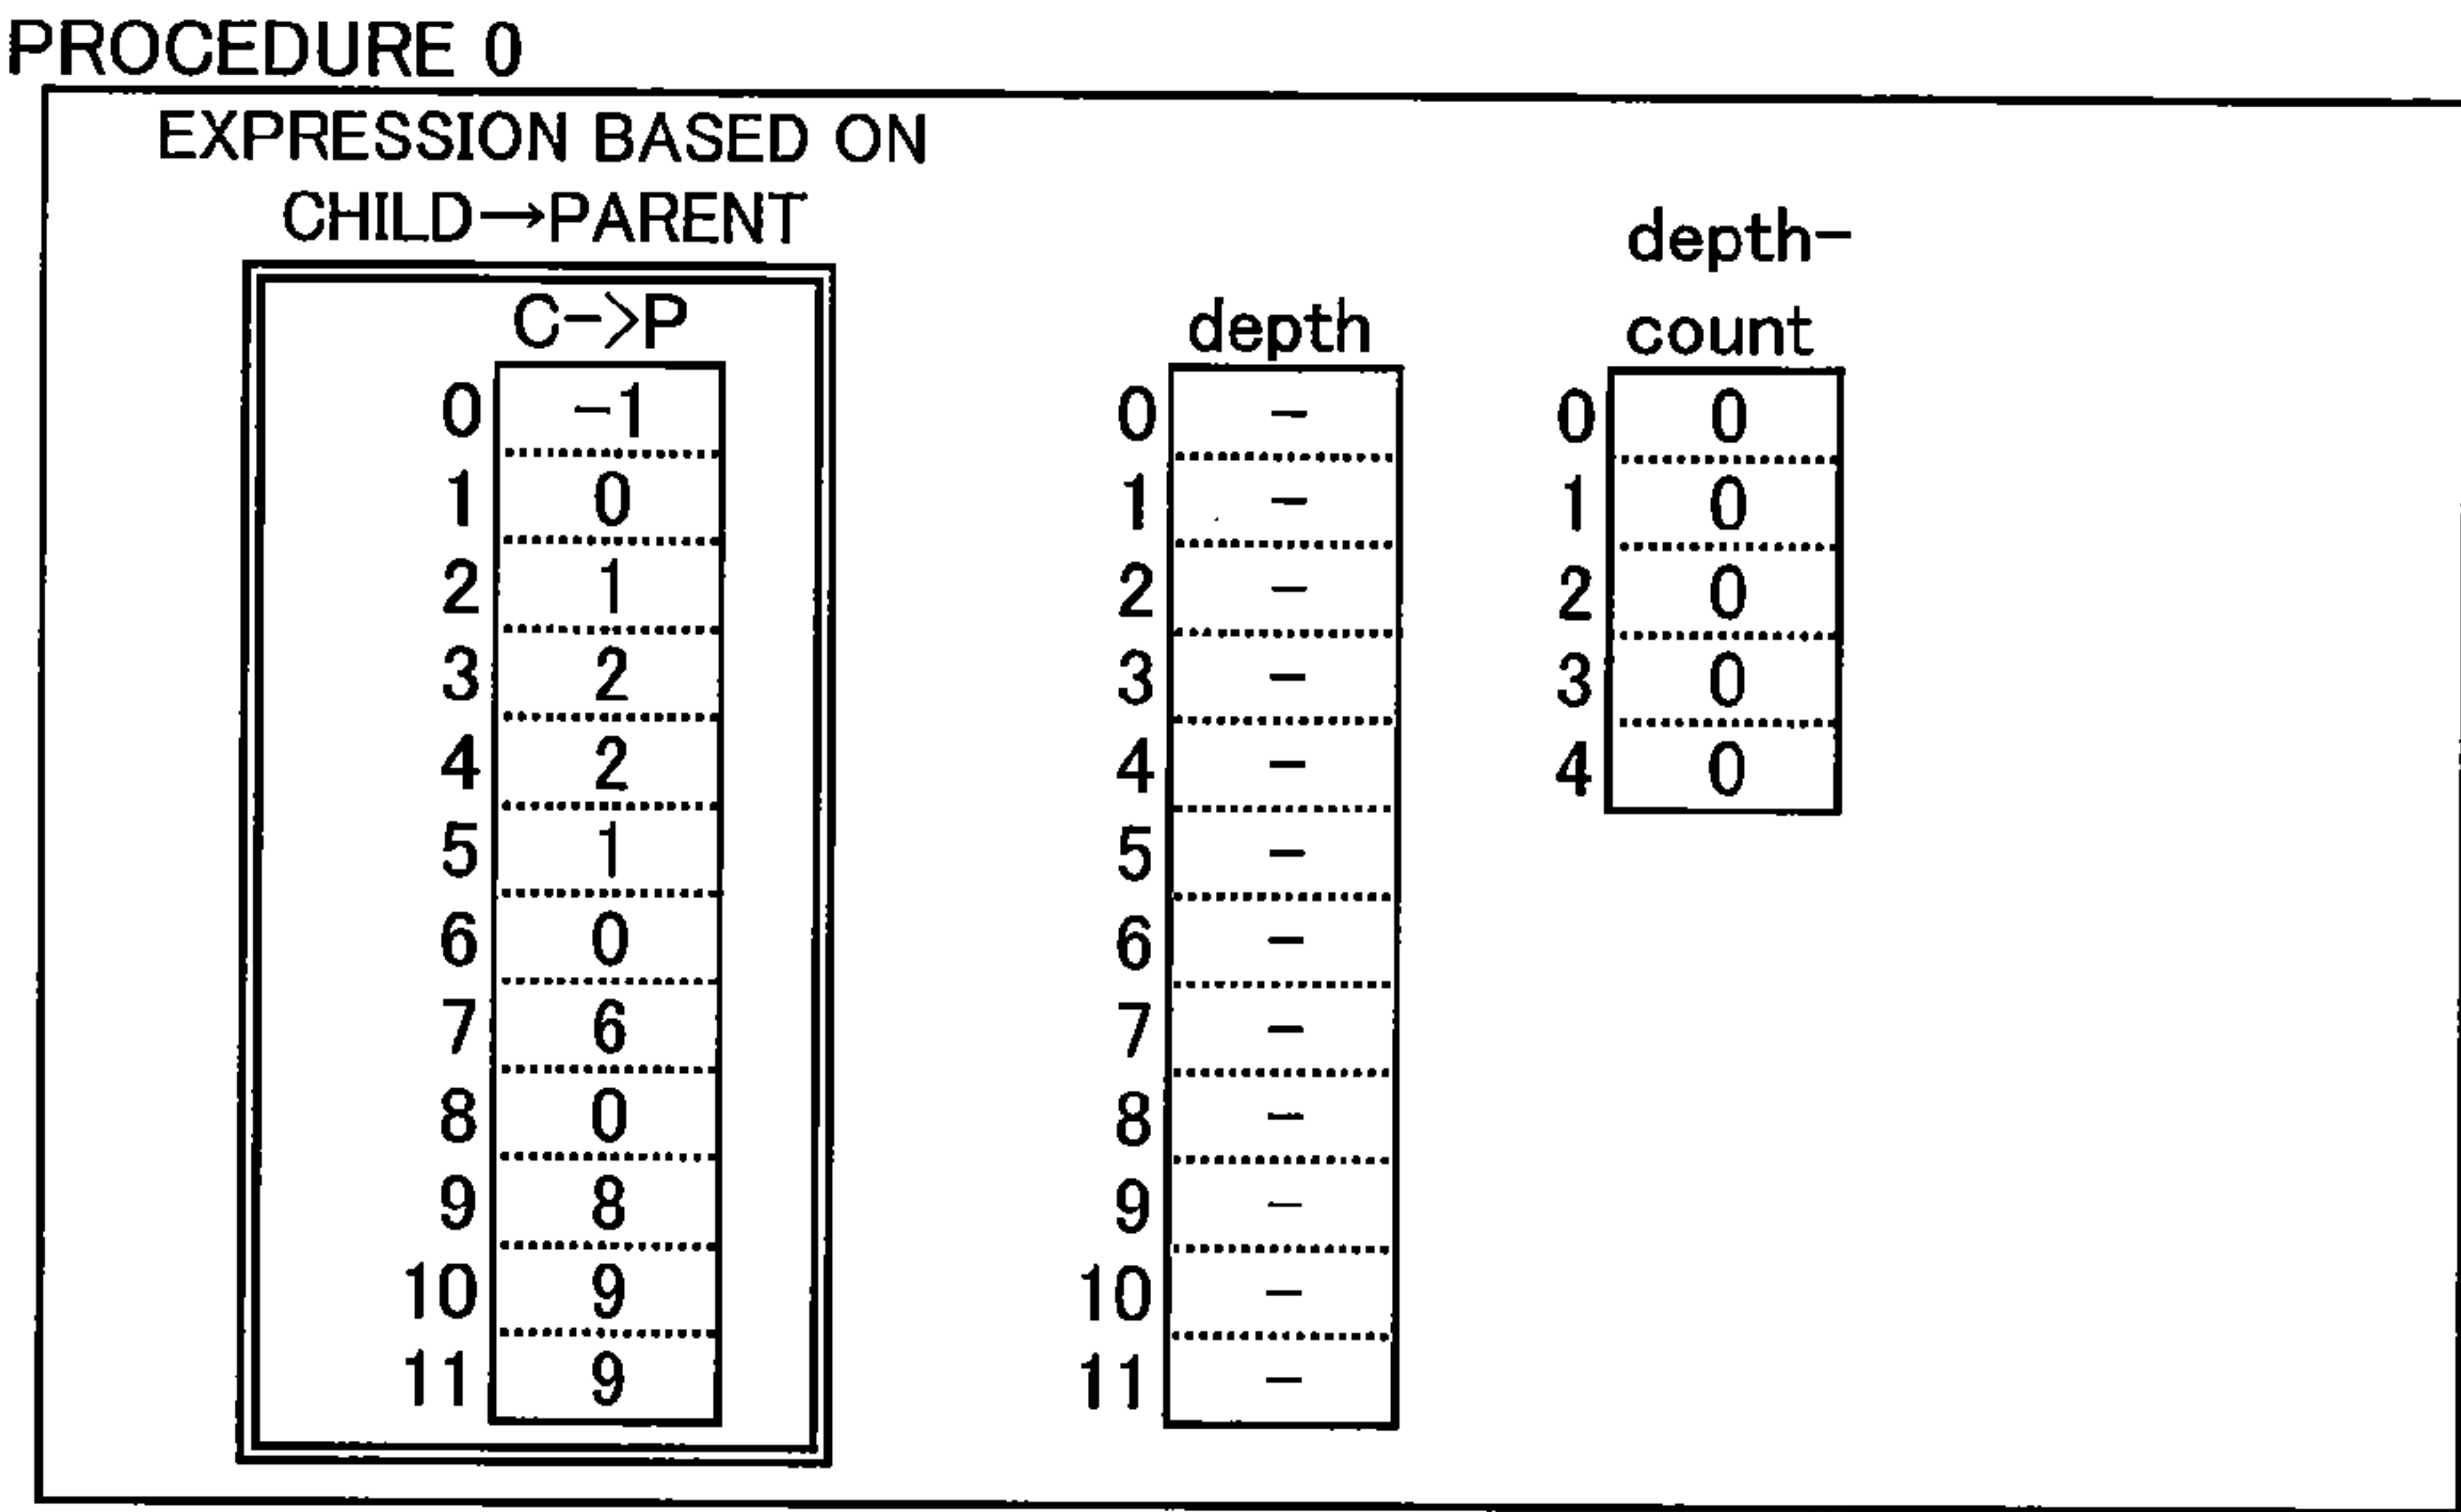 PROCEDURE 0
EXPRESSION BASED ON
CHILD→PARENT
depth-
C->P depth count
0 -1 0 - 0 0
1 0 1 - 1 0
2 1 2 - 2 0
3 2 3 - 3 0
4 2 4 - 4 0
5 1 5 -
6 0 6 -
7 6 7 -
8 0 8 -
9 8 9 -
10 9 10 -
11 9 11 -